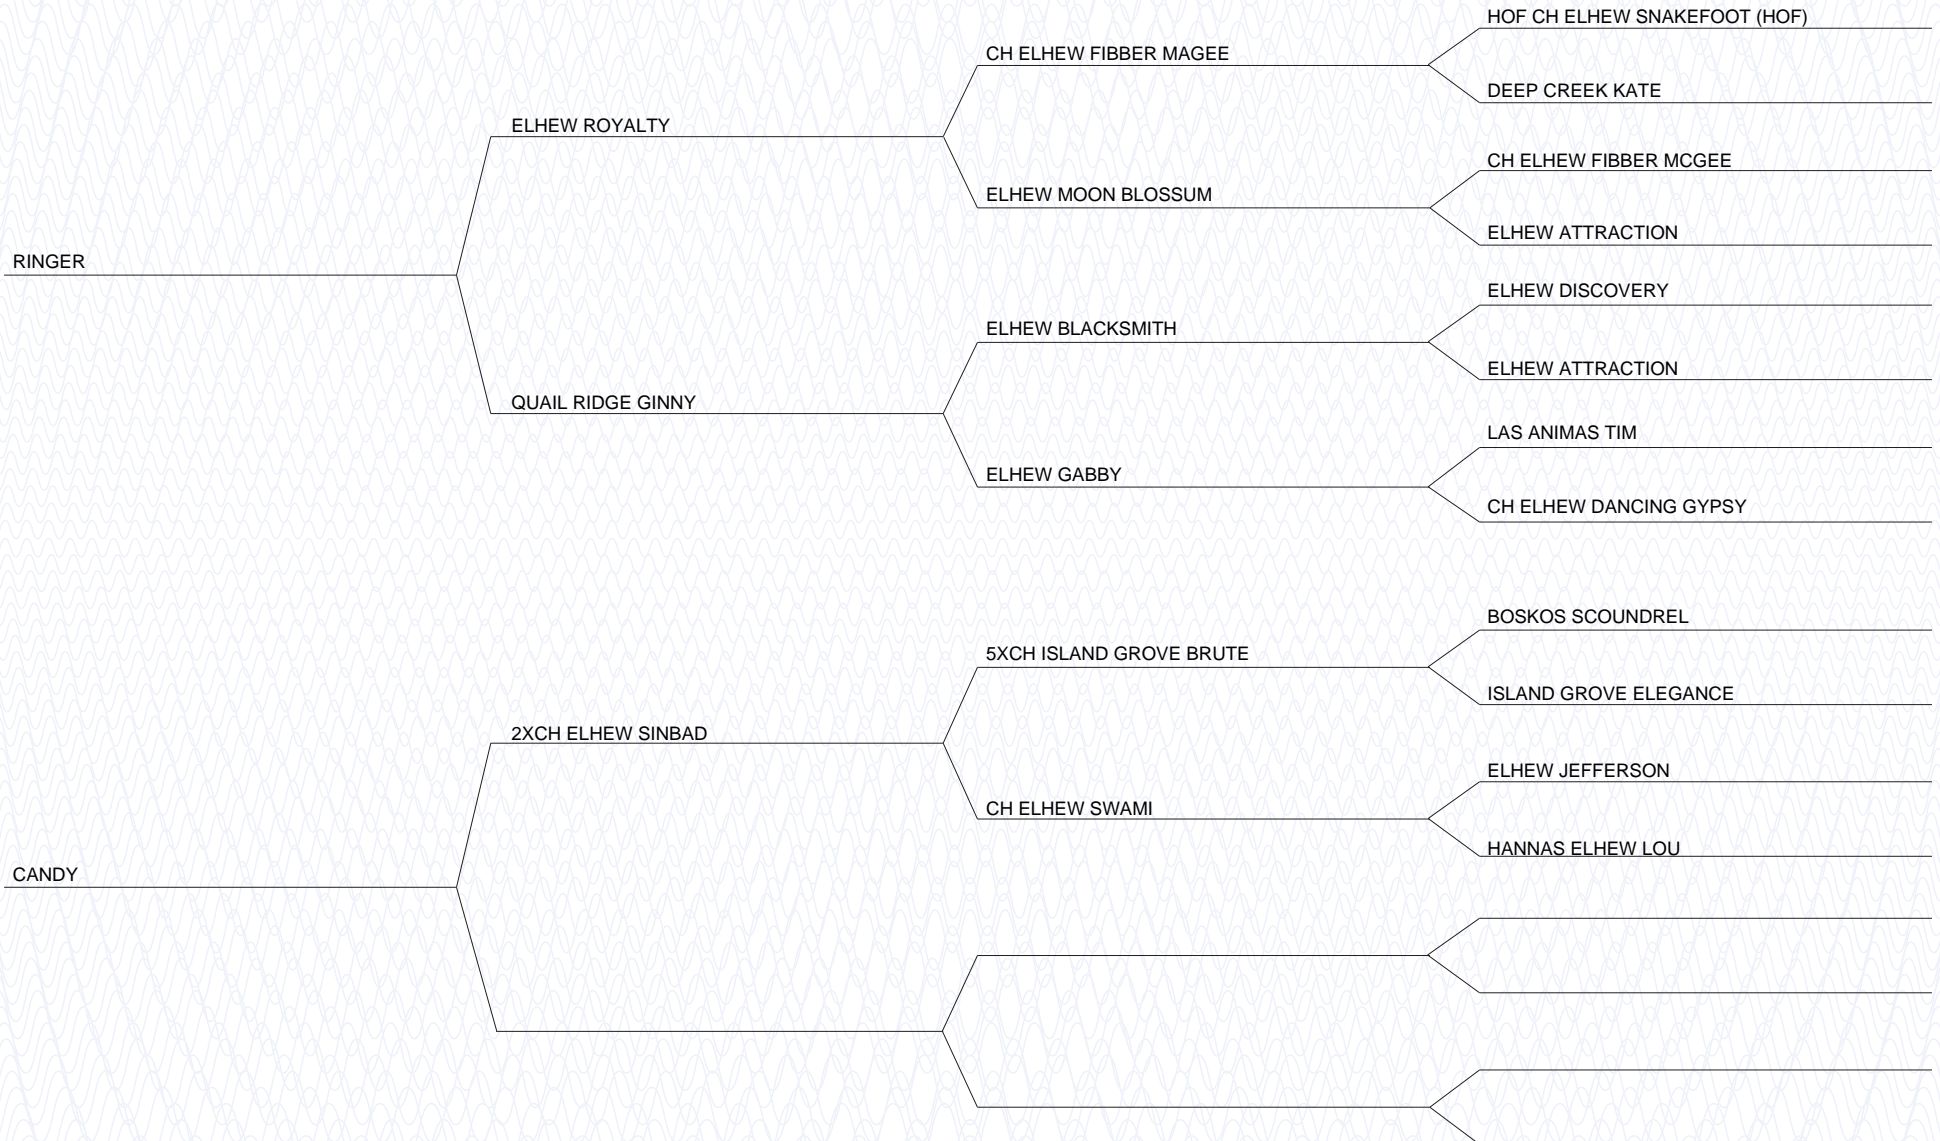 HOF CH ELHEW SNAKEFOOT (HOF)
CH ELHEW FIBBER MAGEE
DEEP CREEK KATE
ELHEW ROYALTY
CH ELHEW FIBBER MCGEE
ELHEW MOON BLOSSUM
ELHEW ATTRACTION
RINGER
ELHEW DISCOVERY
ELHEW BLACKSMITH
ELHEW ATTRACTION
QUAIL RIDGE GINNY
LAS ANIMAS TIM
ELHEW GABBY
CH ELHEW DANCING GYPSY
BOSKOS SCOUNDREL
5XCH ISLAND GROVE BRUTE
ISLAND GROVE ELEGANCE
2XCH ELHEW SINBAD
ELHEW JEFFERSON
CH ELHEW SWAMI
HANNAS ELHEW LOU
CANDY